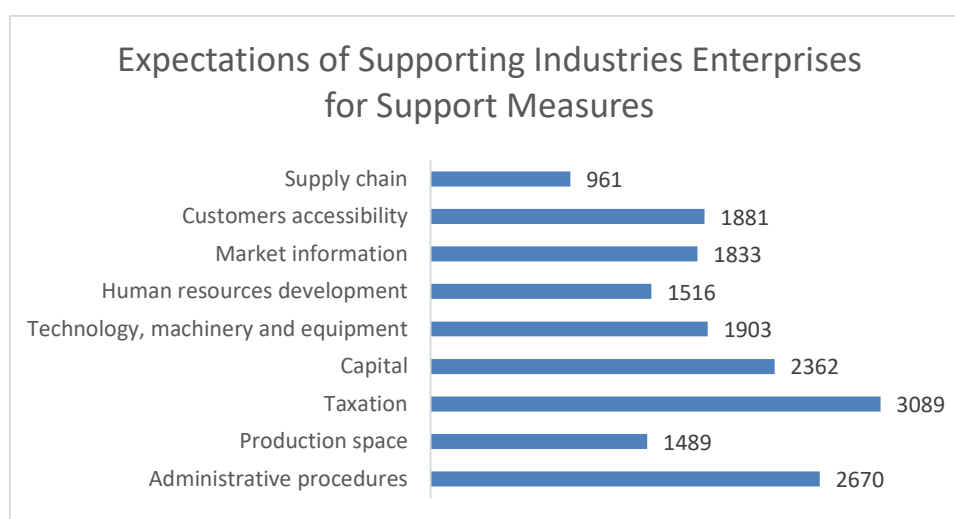 Expectations of Supporting Industries Enterprises
for Support Measures
Supply chain 961
Customers accessibility 1881
Market information 1833
Human resources development 1516
Technology, machinery and equipment 1903
Capital 2362
Taxation 3089
Production space 1489
Administrative procedures 2670